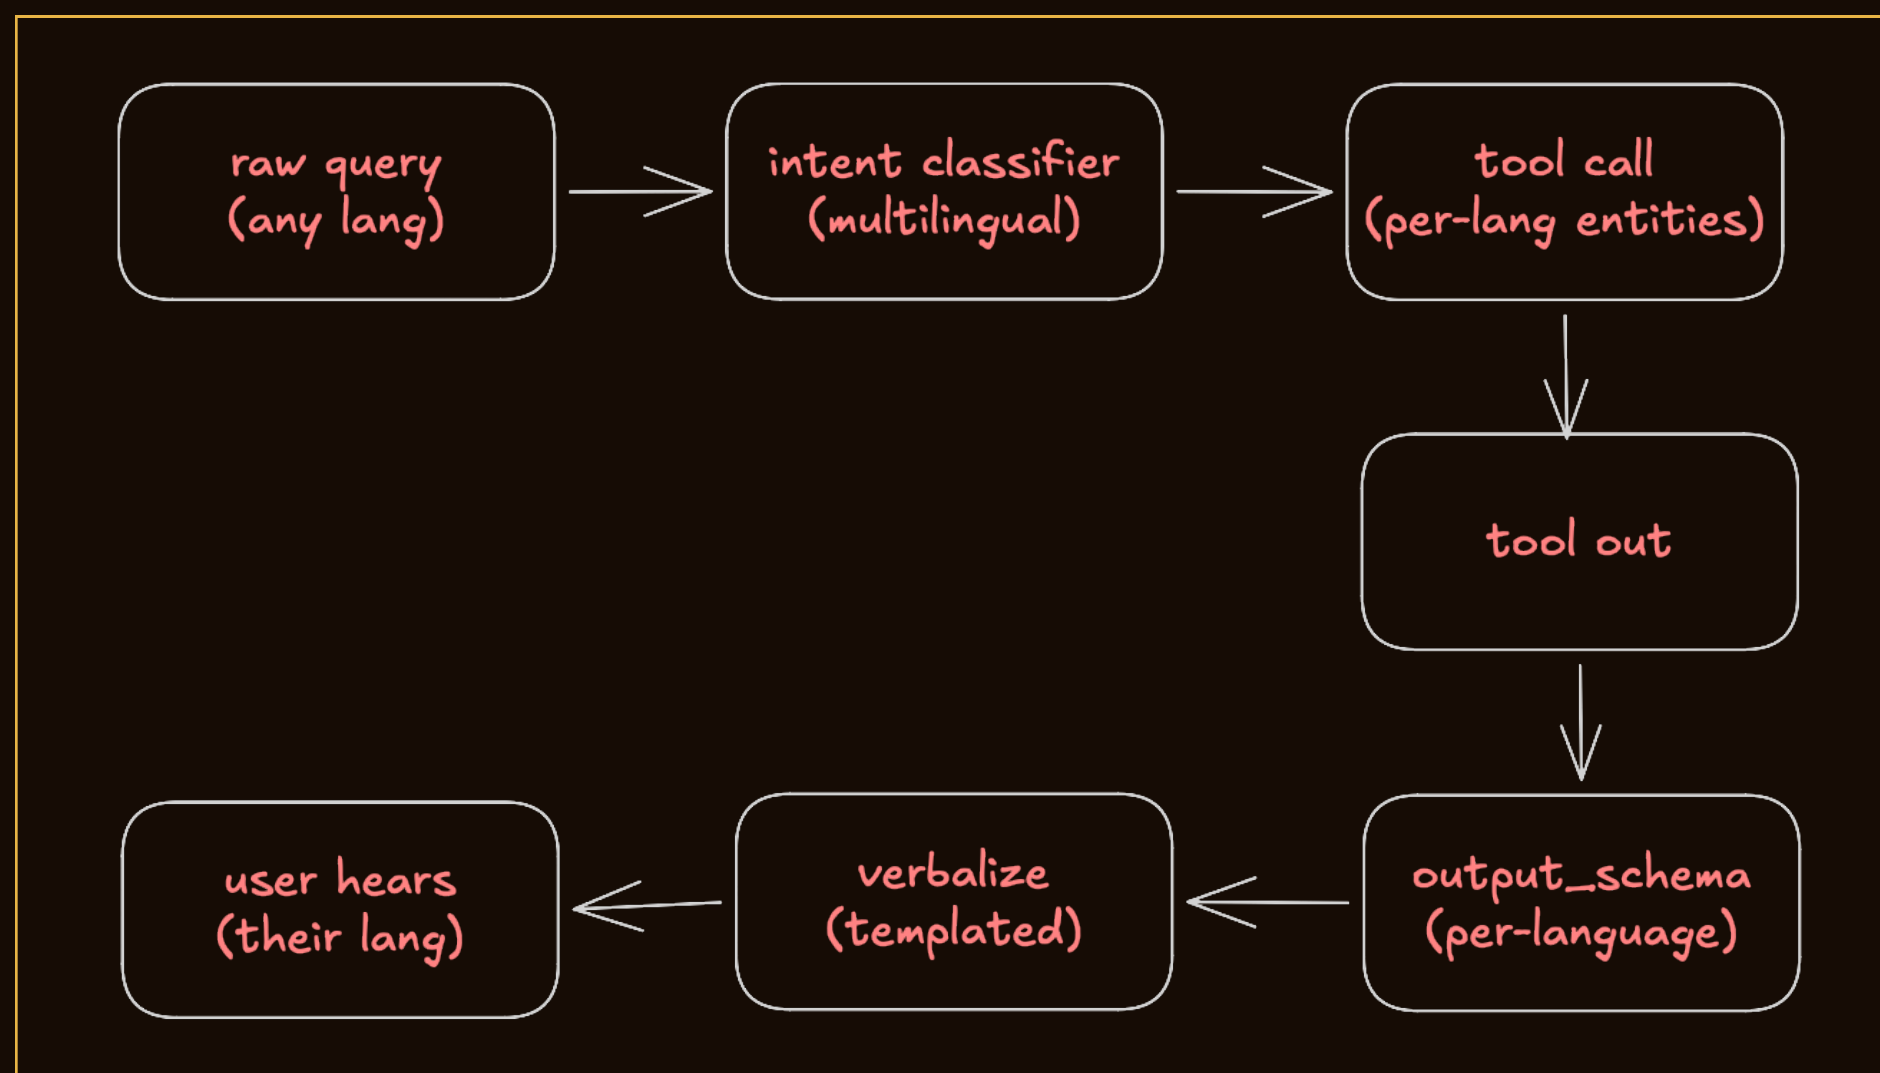 raw query
(any lang)
intent classifier
(multilingual)
tool call
(per-lang entities)
tool out
output_schema
(per-language)
verbalize
(templated)
user hears
(their lang)